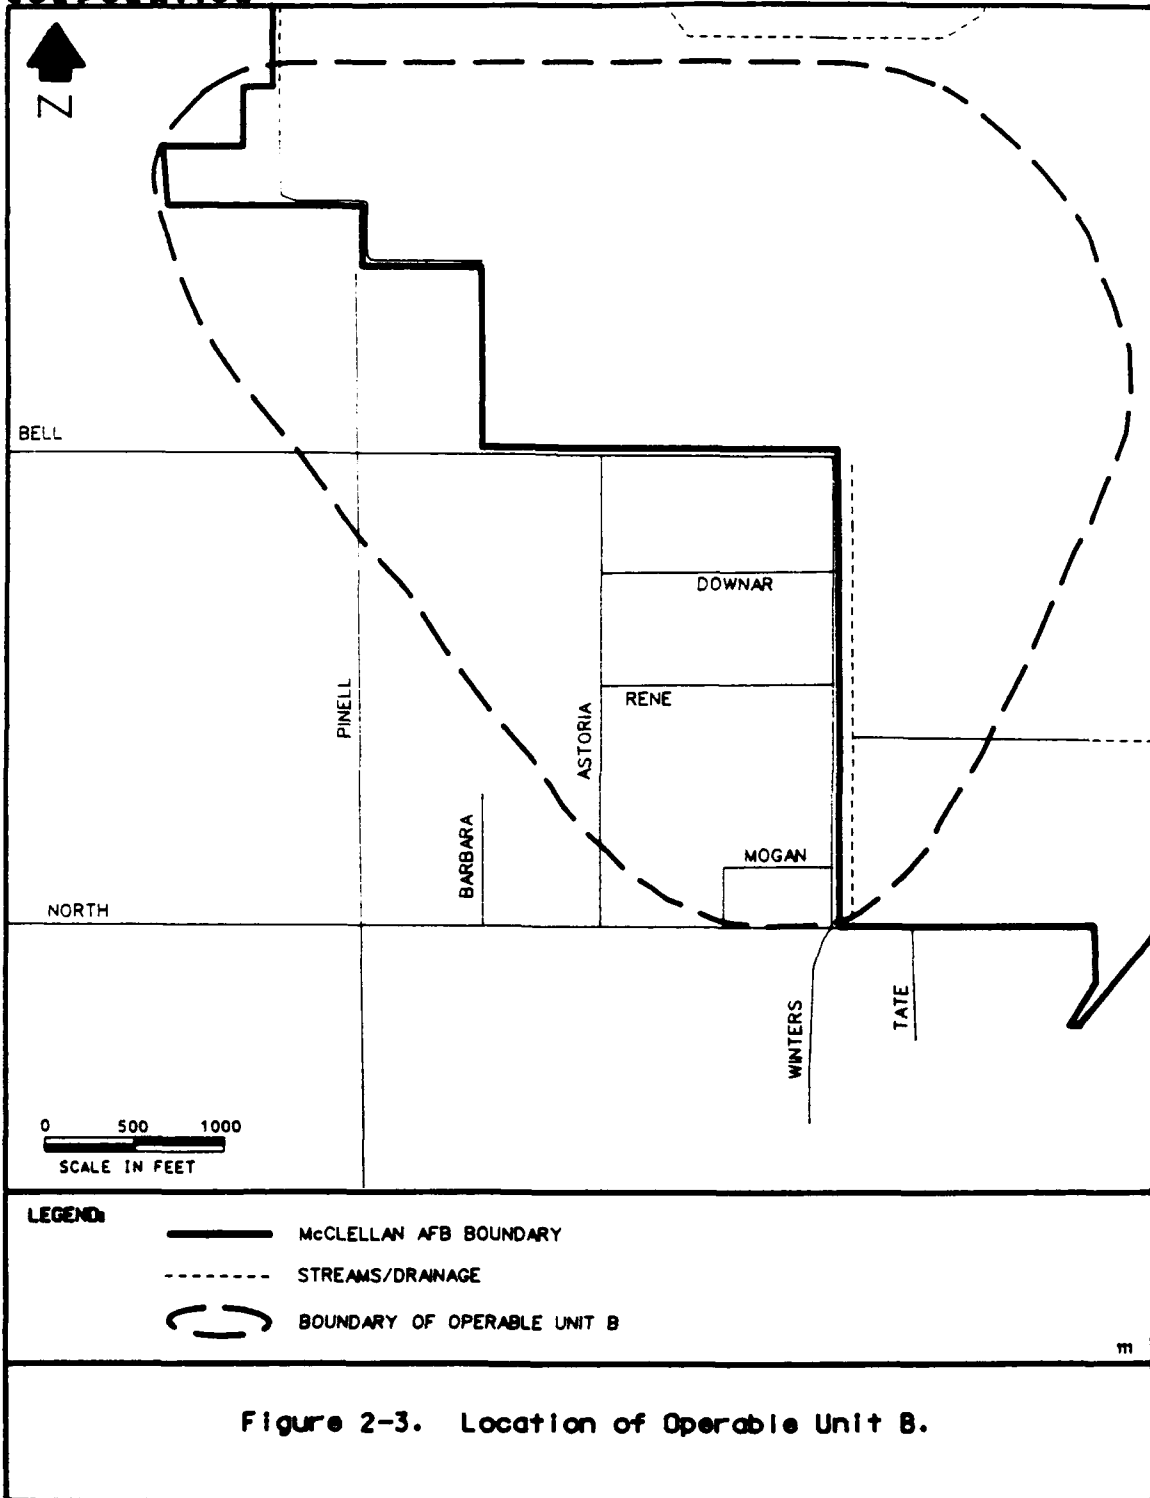 N
BELL
DOWNAR
RENE
PINELL
ASTORIA
BARBARA
MOGAN
NORTH
WINTERS
TATE
0 500 1000
SCALE IN FEET
LEGEND:
McCLELLAN AFB BOUNDARY
STREAMS/DRAINAGE
BOUNDARY OF OPERABLE UNIT B
Figure 2-3. Location of Operable Unit B.